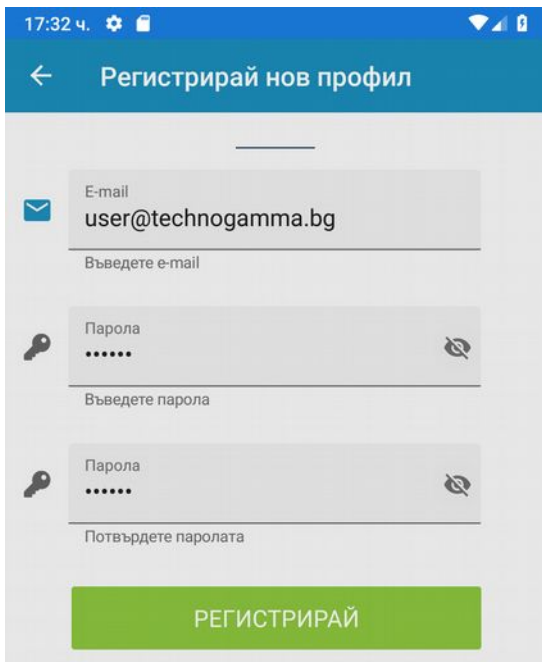 17:32 ч.
Регистрирай нов профил
E-mail
user@technogamma.bg
Въведете e-mail
Парола
••••••
Въведете парола
Парола
••••••
Потвърдете паролата
РЕГИСТРИРАЙ